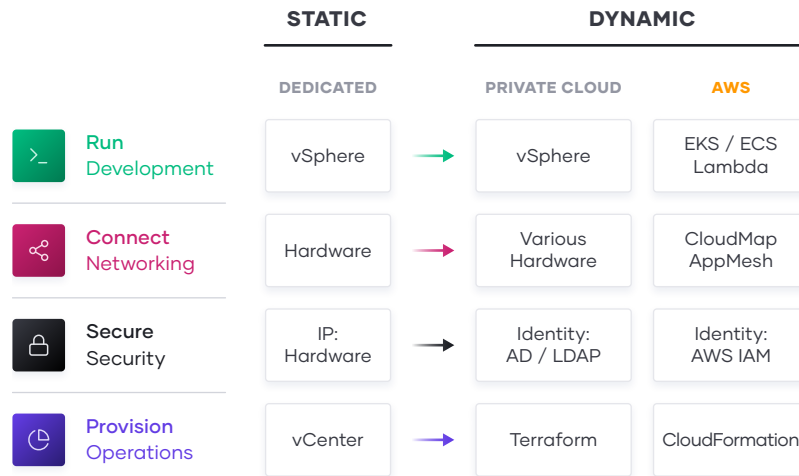 STATIC
DYNAMIC
DEDICATED
PRIVATE CLOUD
AWS
Run
Development
vSphere
vSphere
EKS / ECS
Lambda
Connect
Networking
Hardware
Various
Hardware
CloudMap
AppMesh
Secure
Security
IP:
Hardware
Identity:
AD / LDAP
Identity:
AWS IAM
Provision
Operations
vCenter
Terraform
CloudFormation